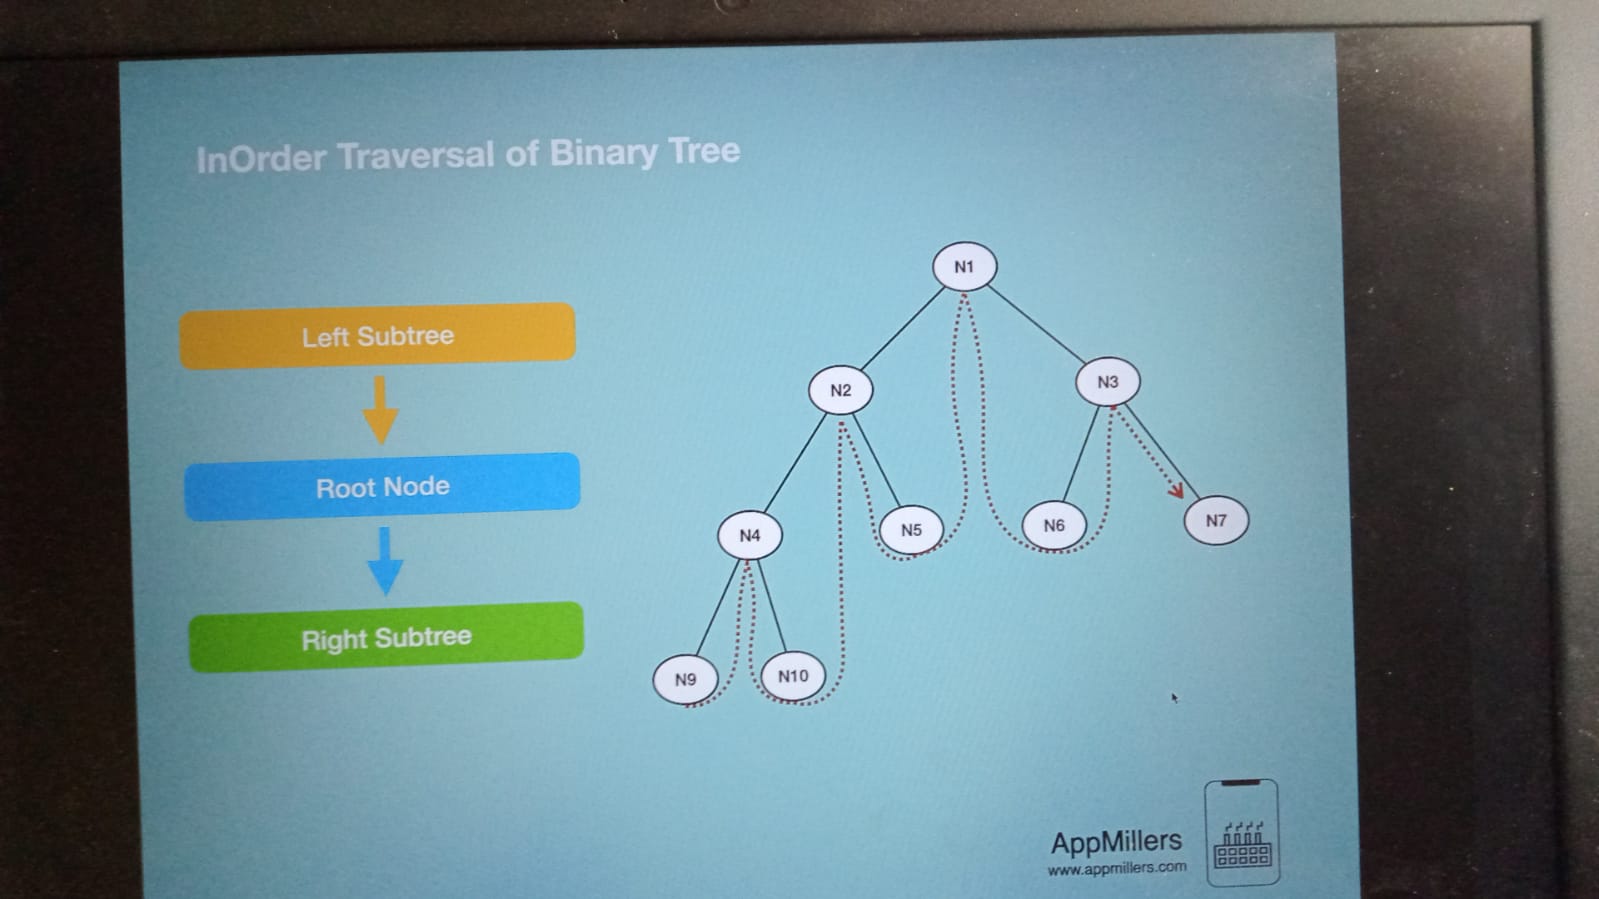 InOrder Traversal of Binary Tree
Left Subtree
Root Node
Right Subtree
N1
N2
N3
N4
N5
N6
N7
N9
N10
AppMillers
www.appmillers.com